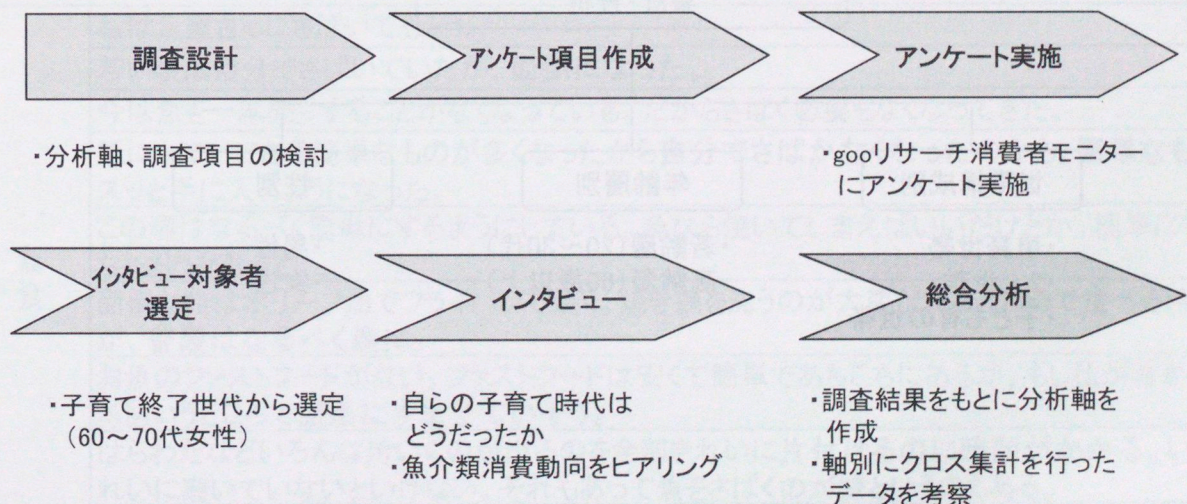 調査設計
アンケート項目作成
アンケート実施
・分析軸、調査項目の検討
・gooリサーチ消費者モニター
にアンケート実施
インタビュー対象者
選定
インタビュー
総合分析
・子育て終了世代から選定
（60～70代女性）
・自らの子育て時代は
どうだったか
・魚介類消費動向をヒアリング
・調査結果をもとに分析軸を
作成
・軸別にクロス集計を行った
データを考察